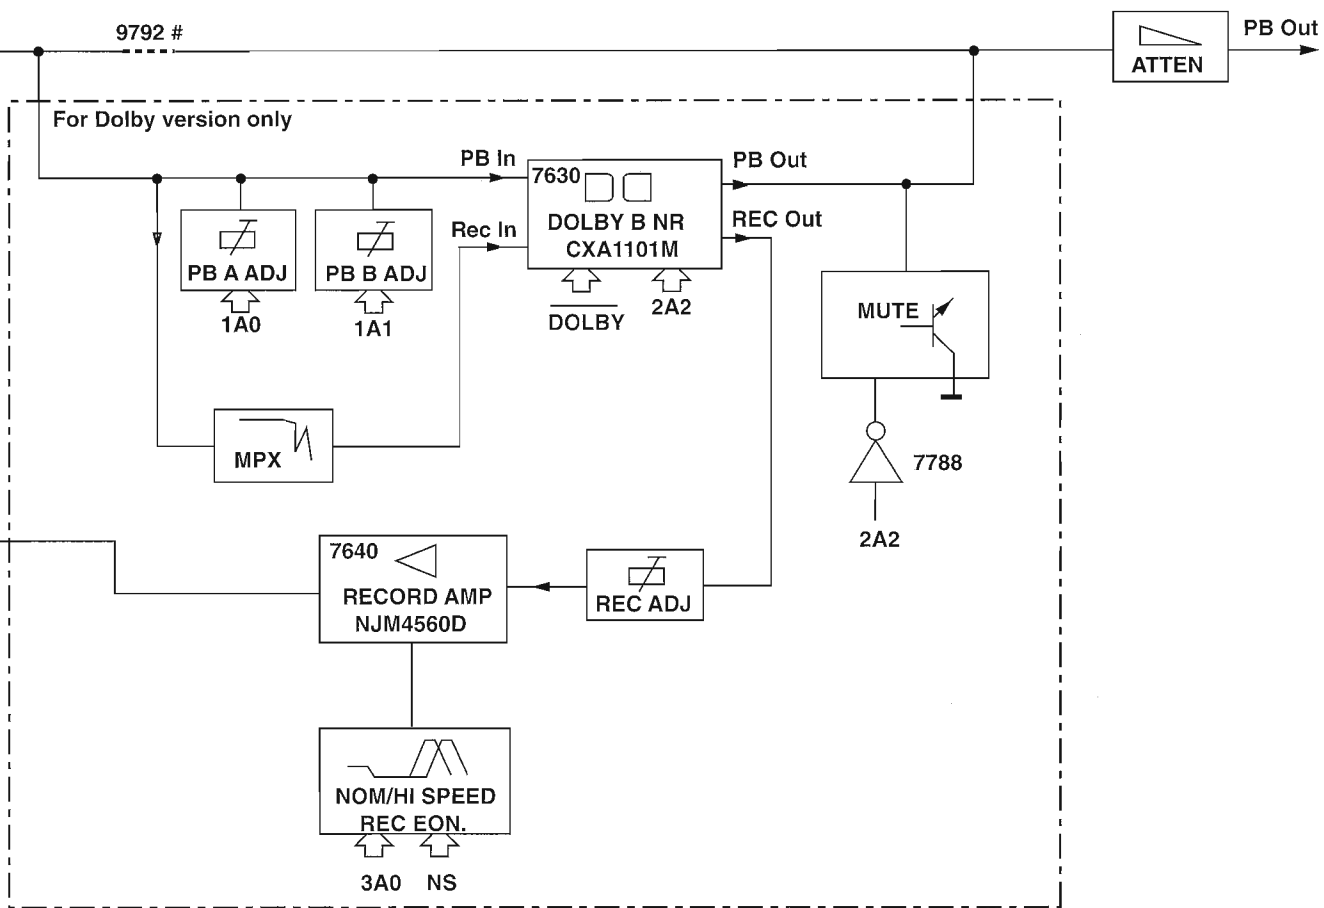 9792 #
PB Out
ATTEN
For Dolby version only
PB In
7630
PB Out
DOLBY B NR
CXA1101M
REC Out
Rec In
PB A ADJ
PB B ADJ
1A0
1A1
DOLBY
2A2
MUTE
MPX
7788
2A2
7640
RECORD AMP
NJM4560D
REC ADJ
NOM/HI SPEED
REC EON.
3A0
NS